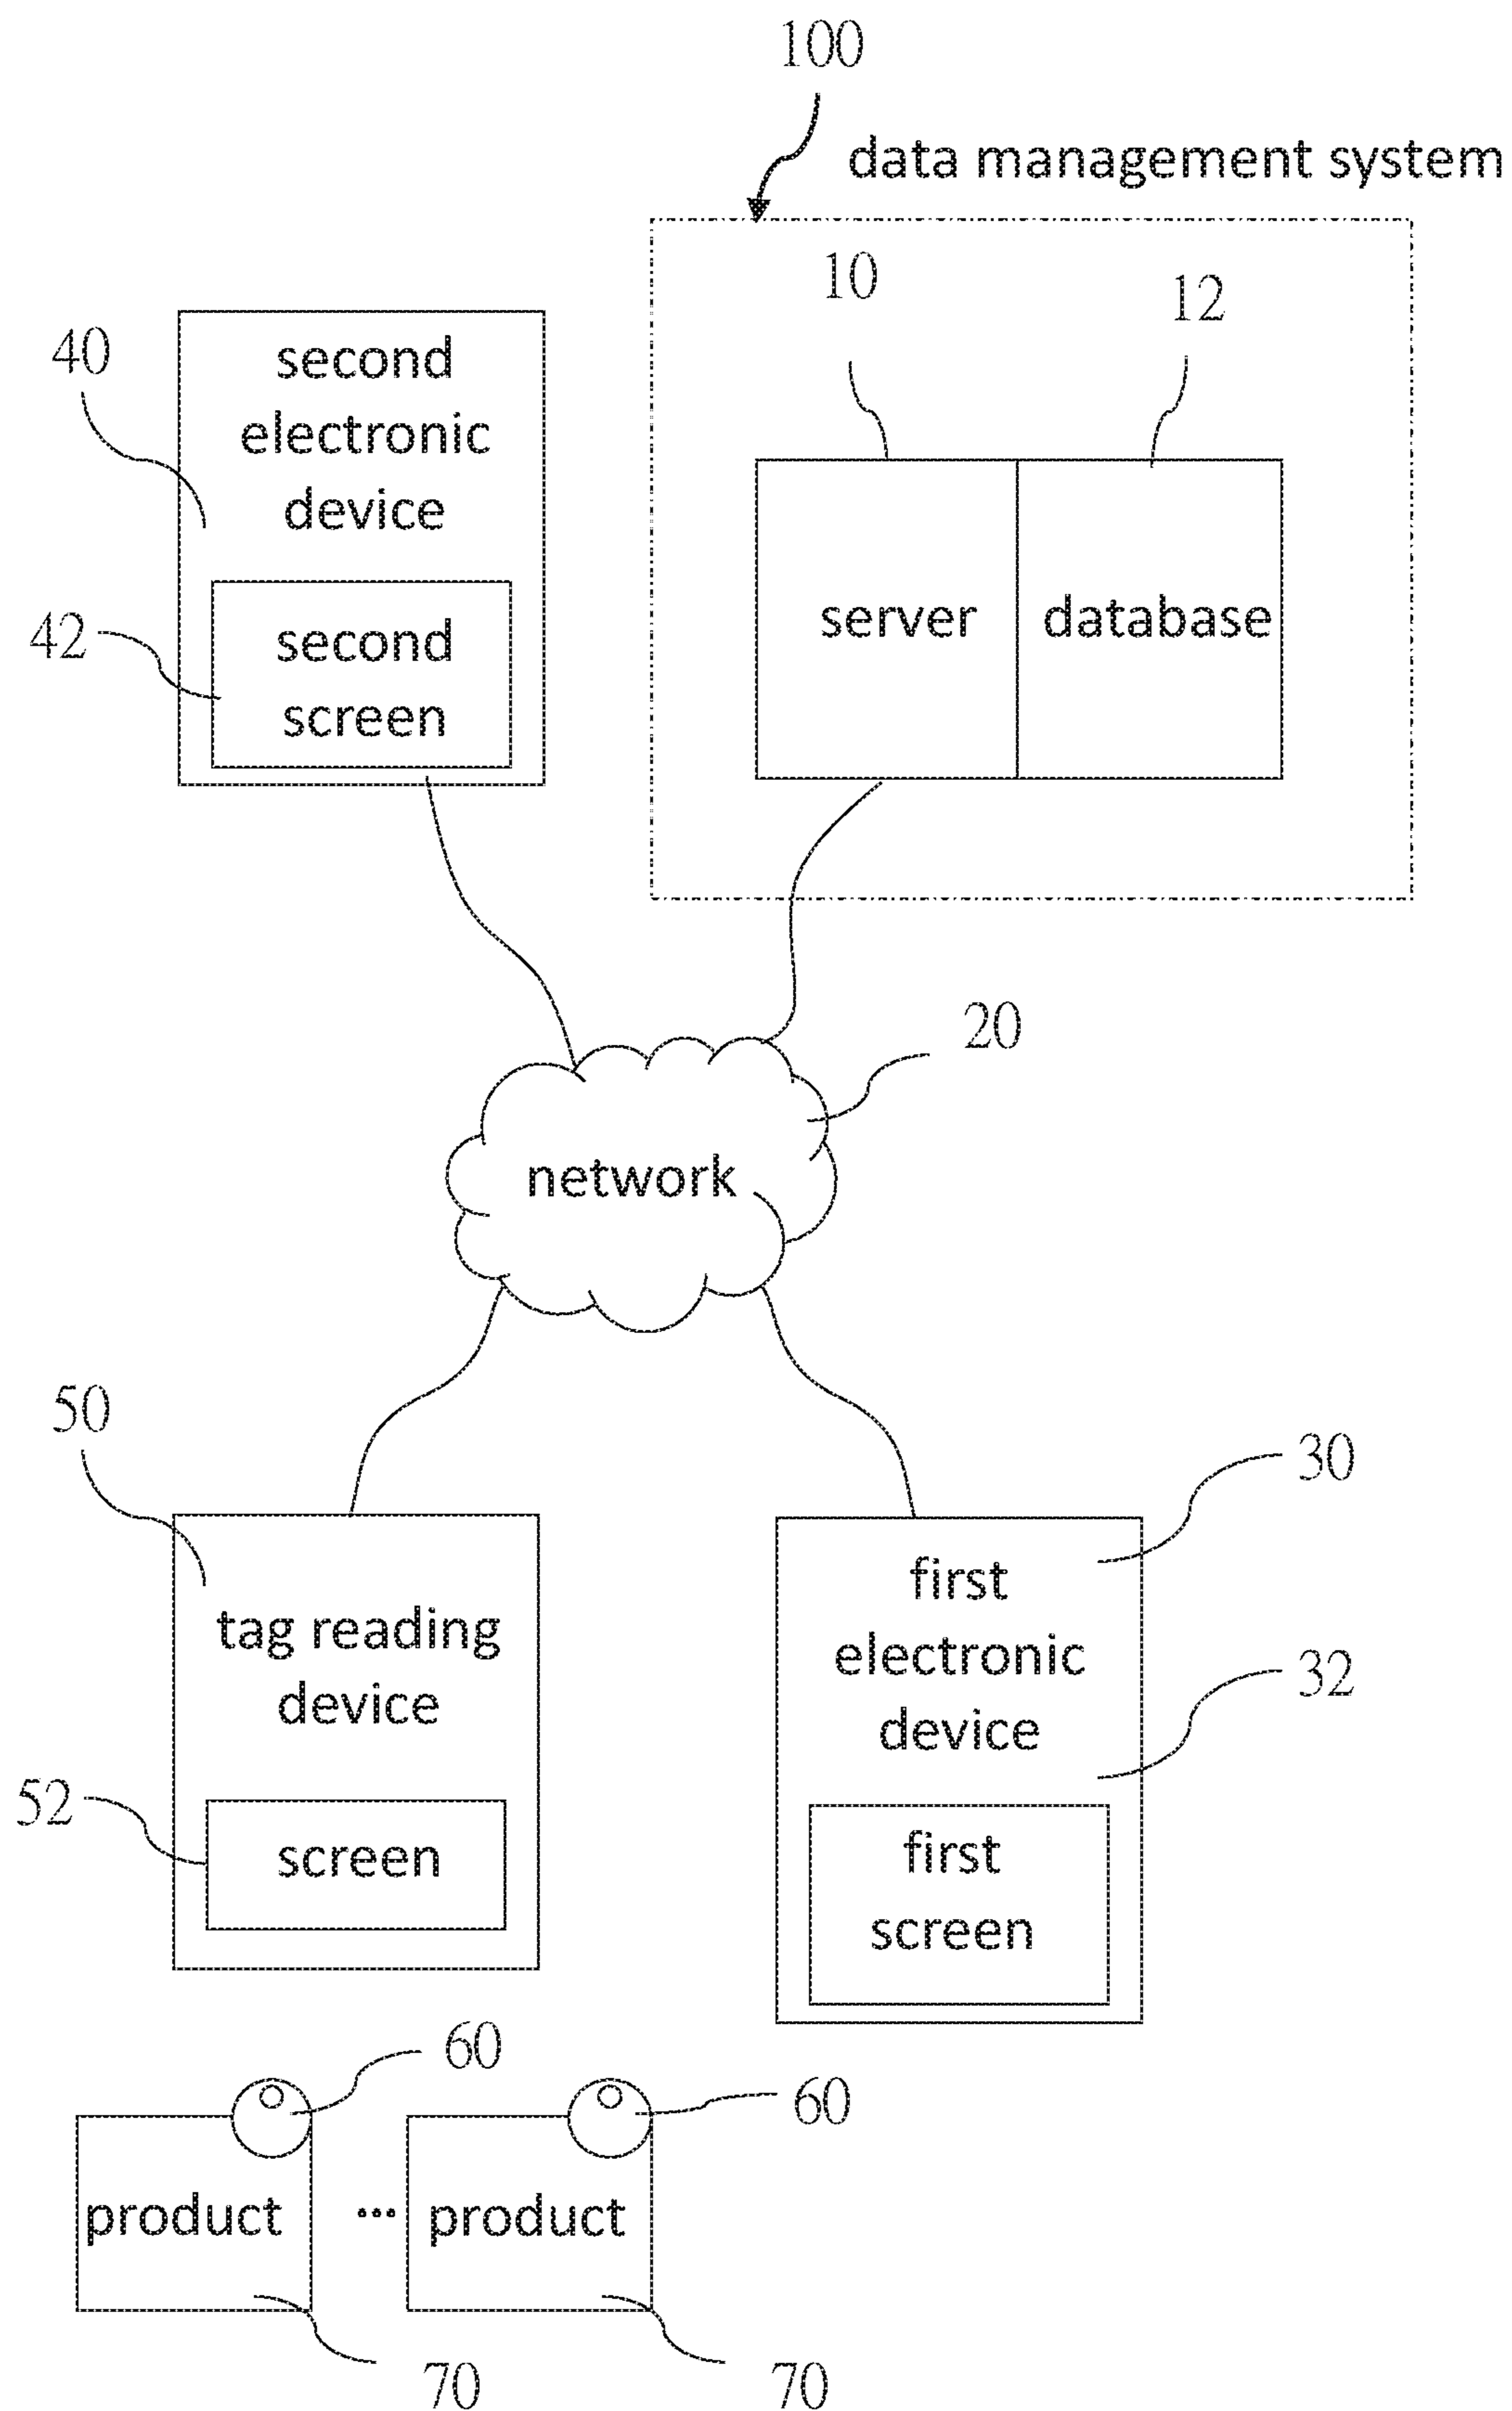 100
data management system
10
12
40
second
electronic
device
42
second
screen
server
database
20
network
50
tag reading
device
52
screen
30
first
electronic
device
32
first
screen
60
60
product
...
product
70
70